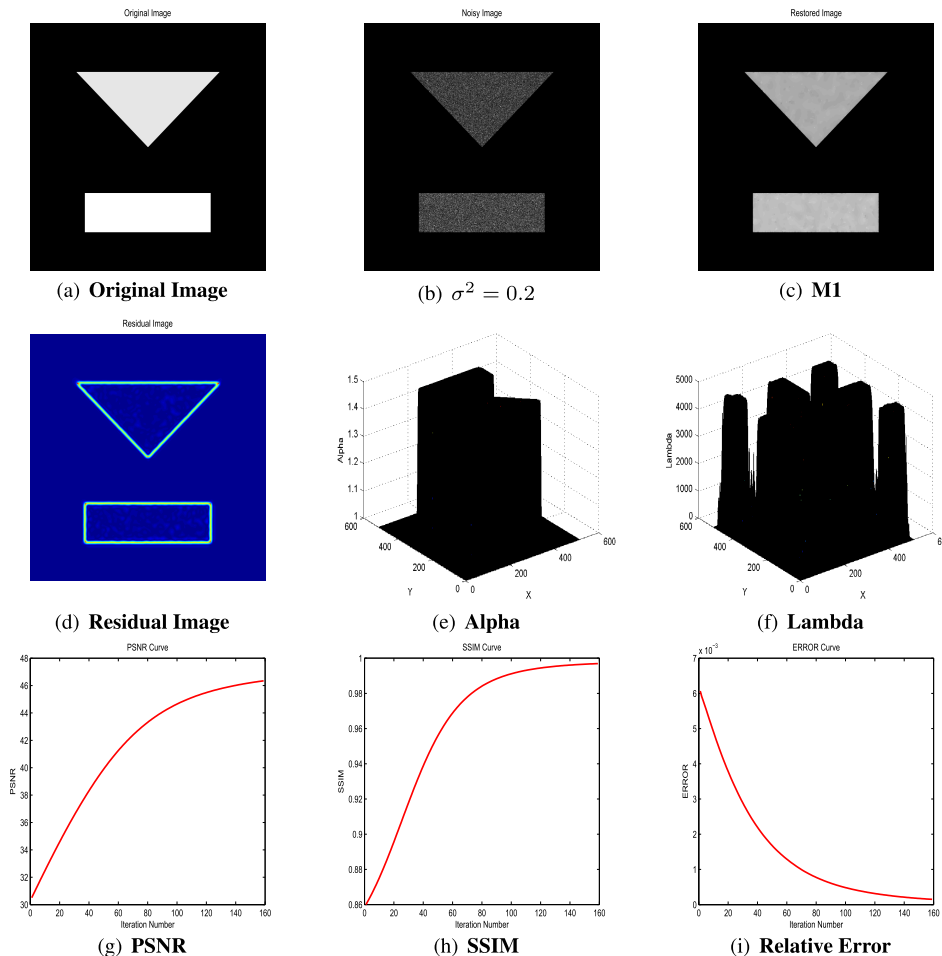 Original Image
Noisy Image
Restored Image
(a) Original Image
(b) σ² = 0.2
(c) M1
Residual Image
1.5
1.4
1.3
1.2
1.1
1
Alpha
600
400
200
0
Y
0
200
400
600
X
5000
4000
3000
2000
1000
0
Lambda
600
400
200
0
Y
0
200
400
6
X
(d) Residual Image
(e) Alpha
(f) Lambda
PSNR Curve
48
46
44
42
40
38
36
34
32
30
PSNR
0 20 40 60 80 100 120 140 160
Iteration Number
SSIM Curve
1
0.98
0.96
0.94
0.92
0.9
0.88
0.86
SSIM
0 20 40 60 80 100 120 140 160
Iteration Number
x 10⁻³
ERROR Curve
7
6
5
4
3
2
1
0
ERROR
0 20 40 60 80 100 120 140 160
Iteration Number
(g) PSNR
(h) SSIM
(i) Relative Error